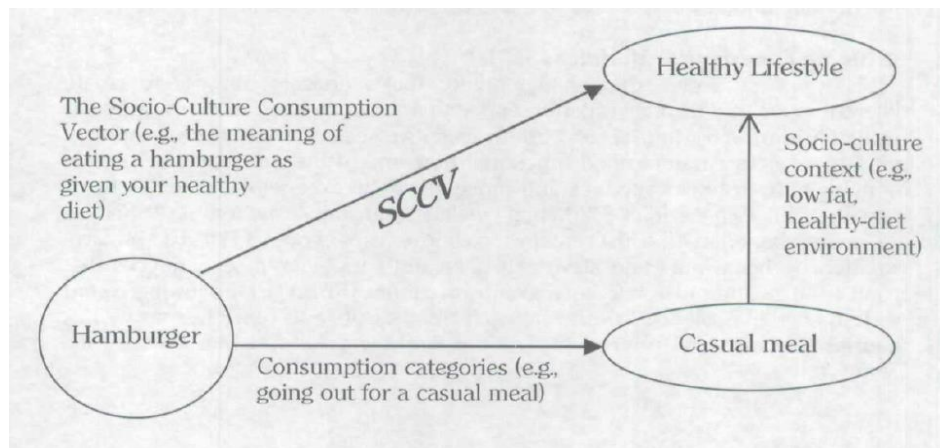 Healthy Lifestyle
The Socio-Culture Consumption
Vector (e.g., the meaning of
eating a hamburger as
given your healthy
diet)
SCCV
Socio-culture
context (e.g.,
low fat,
healthy-diet
environment)
Hamburger
Casual meal
Consumption categories (e.g.,
going out for a casual meal)